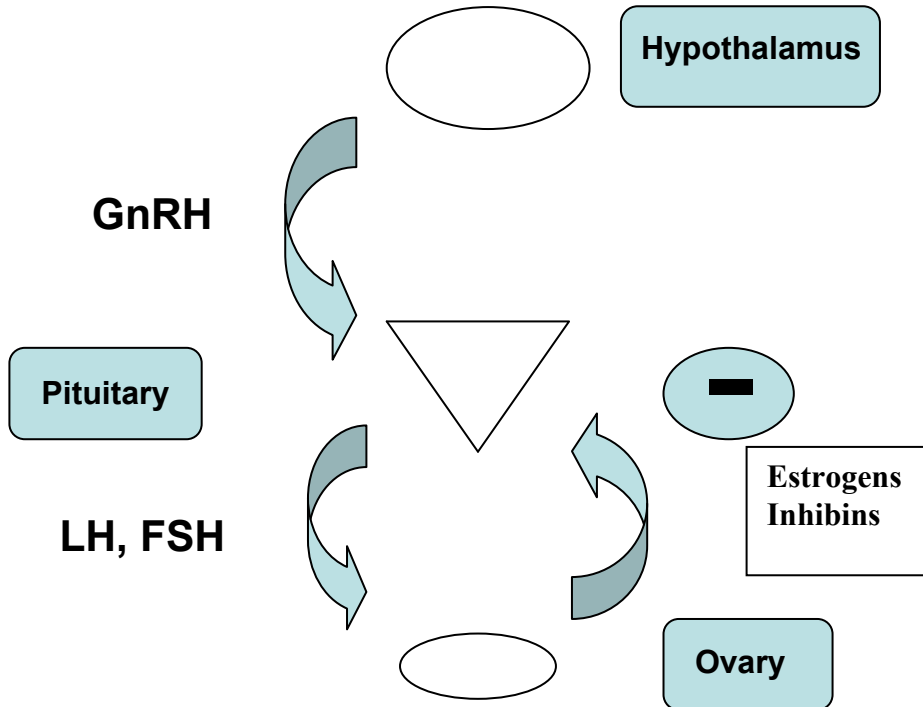 Hypothalamus
GnRH
Pituitary
Estrogens
Inhibins
LH, FSH
Ovary